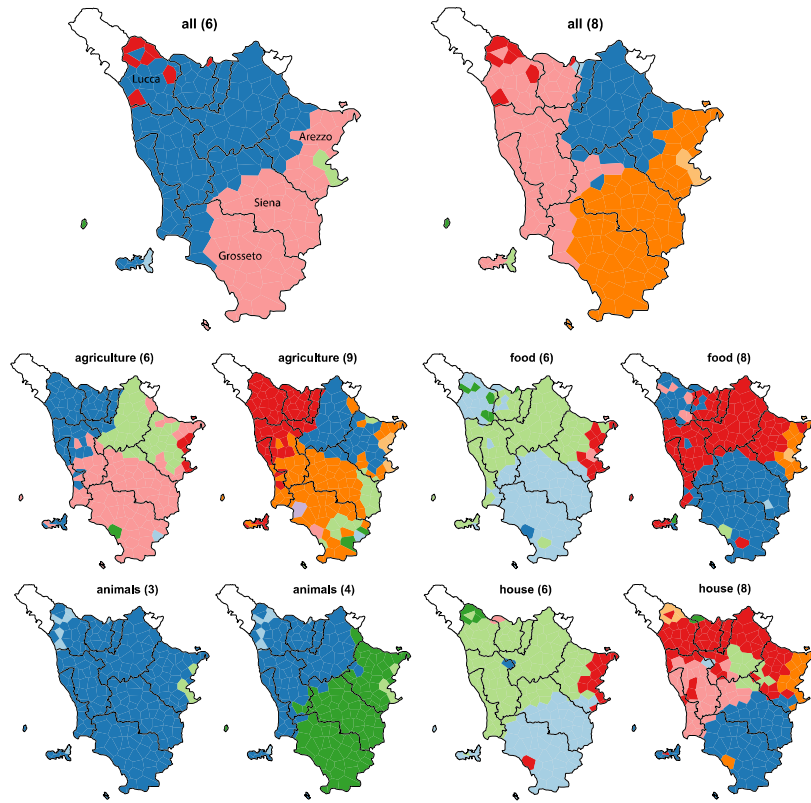 all (6)
all (8)
Lucca
Arezzo
Siena
Grosseto
agriculture (6)
agriculture (9)
food (6)
food (8)
animals (3)
animals (4)
house (6)
house (8)